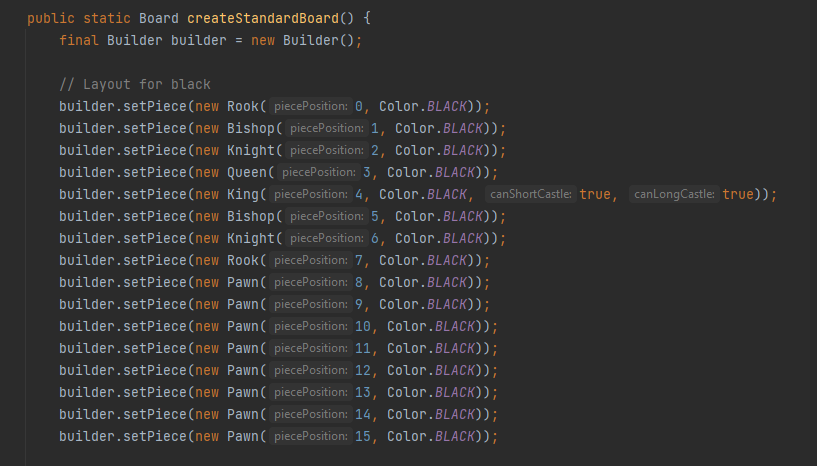 public static Board createStandardBoard() {
final Builder builder = new Builder();
// Layout for black
builder.setPiece(new Rook( piecePosition: 0, Color.BLACK));
builder.setPiece(new Bishop( piecePosition: 1, Color.BLACK));
builder.setPiece(new Knight( piecePosition: 2, Color.BLACK));
builder.setPiece(new Queen( piecePosition: 3, Color.BLACK));
builder.setPiece(new King( piecePosition: 4, Color.BLACK, canShortCastle: true, canLongCastle: true));
builder.setPiece(new Bishop( piecePosition: 5, Color.BLACK));
builder.setPiece(new Knight( piecePosition: 6, Color.BLACK));
builder.setPiece(new Rook( piecePosition: 7, Color.BLACK));
builder.setPiece(new Pawn( piecePosition: 8, Color.BLACK));
builder.setPiece(new Pawn( piecePosition: 9, Color.BLACK));
builder.setPiece(new Pawn( piecePosition: 10, Color.BLACK));
builder.setPiece(new Pawn( piecePosition: 11, Color.BLACK));
builder.setPiece(new Pawn( piecePosition: 12, Color.BLACK));
builder.setPiece(new Pawn( piecePosition: 13, Color.BLACK));
builder.setPiece(new Pawn( piecePosition: 14, Color.BLACK));
builder.setPiece(new Pawn( piecePosition: 15, Color.BLACK));